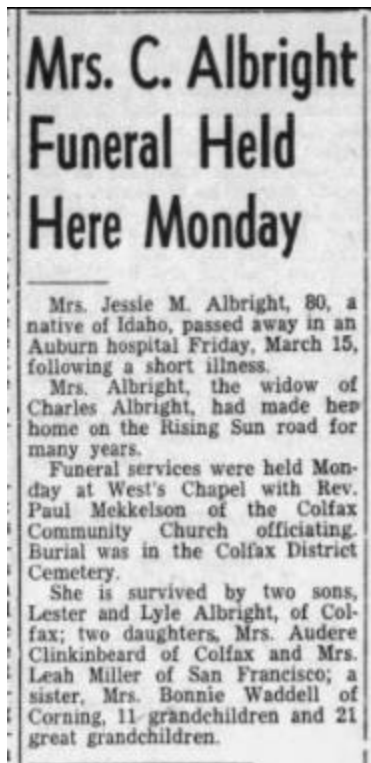 Mrs. C. Albright
Funeral Held
Here Monday
Mrs. Jessie M. Albright, 80, a
native of Idaho, passed away in an
Auburn hospital Friday, March 15,
following a short illness.
Mrs. Albright, the widow of
Charles Albright, had made her
home on the Rising Sun road for
many years.
Funeral services were held Mon-
day at West's Chapel with Rev.
Paul Mekkelson of the Colfax
Community Church officiating.
Burial was in the Colfax District
Cemetery.
She is survived by two sons,
Lester and Lyle Albright, of Col-
fax; two daughters, Mrs. Audere
Clinkinbeard of Colfax and Mrs.
Leah Miller of San Francisco; a
sister, Mrs. Bonnie Waddell of
Corning, 11 grandchildren and 21
great grandchildren.